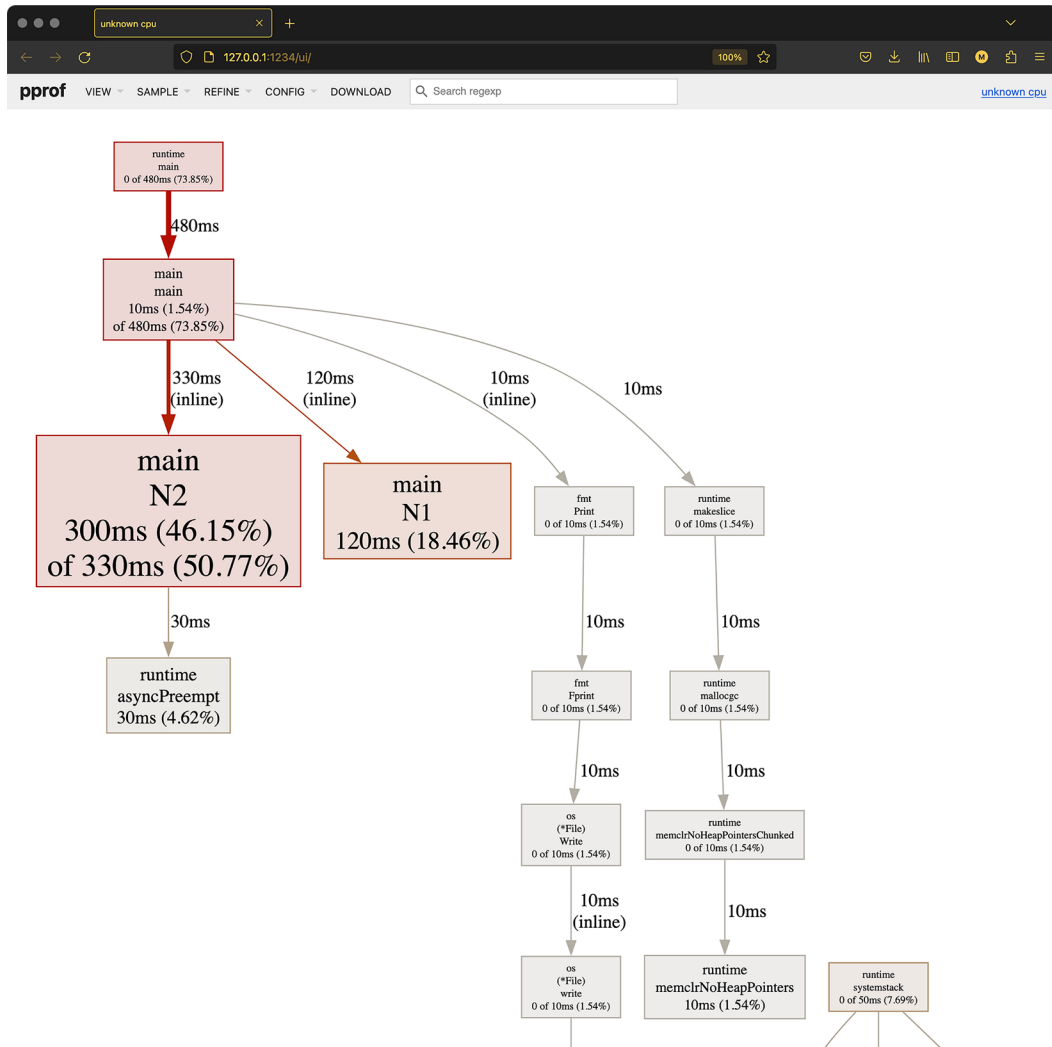 unknown cpu
127.0.0.1:1234/ui/
100%
M
pprof
VIEW
SAMPLE
REFINE
CONFIG
DOWNLOAD
Search regexp
unknown cpu
runtime
main
0 of 480ms (73.85%)
480ms
main
main
10ms (1.54%)
of 480ms (73.85%)
330ms
(inline)
120ms
(inline)
10ms
(inline)
10ms
main
N2
300ms (46.15%)
of 330ms (50.77%)
main
N1
120ms (18.46%)
fmt
Print
0 of 10ms (1.54%)
runtime
makeslice
0 of 10ms (1.54%)
30ms
10ms
10ms
runtime
asyncPreempt
30ms (4.62%)
fmt
Fprint
0 of 10ms (1.54%)
runtime
mallocgc
0 of 10ms (1.54%)
10ms
10ms
os
(*File)
Write
0 of 10ms (1.54%)
runtime
memclrNoHeapPointersChunked
0 of 10ms (1.54%)
10ms
(inline)
10ms
os
(*File)
write
0 of 10ms (1.54%)
runtime
memclrNoHeapPointers
10ms (1.54%)
runtime
systemstack
0 of 50ms (7.69%)